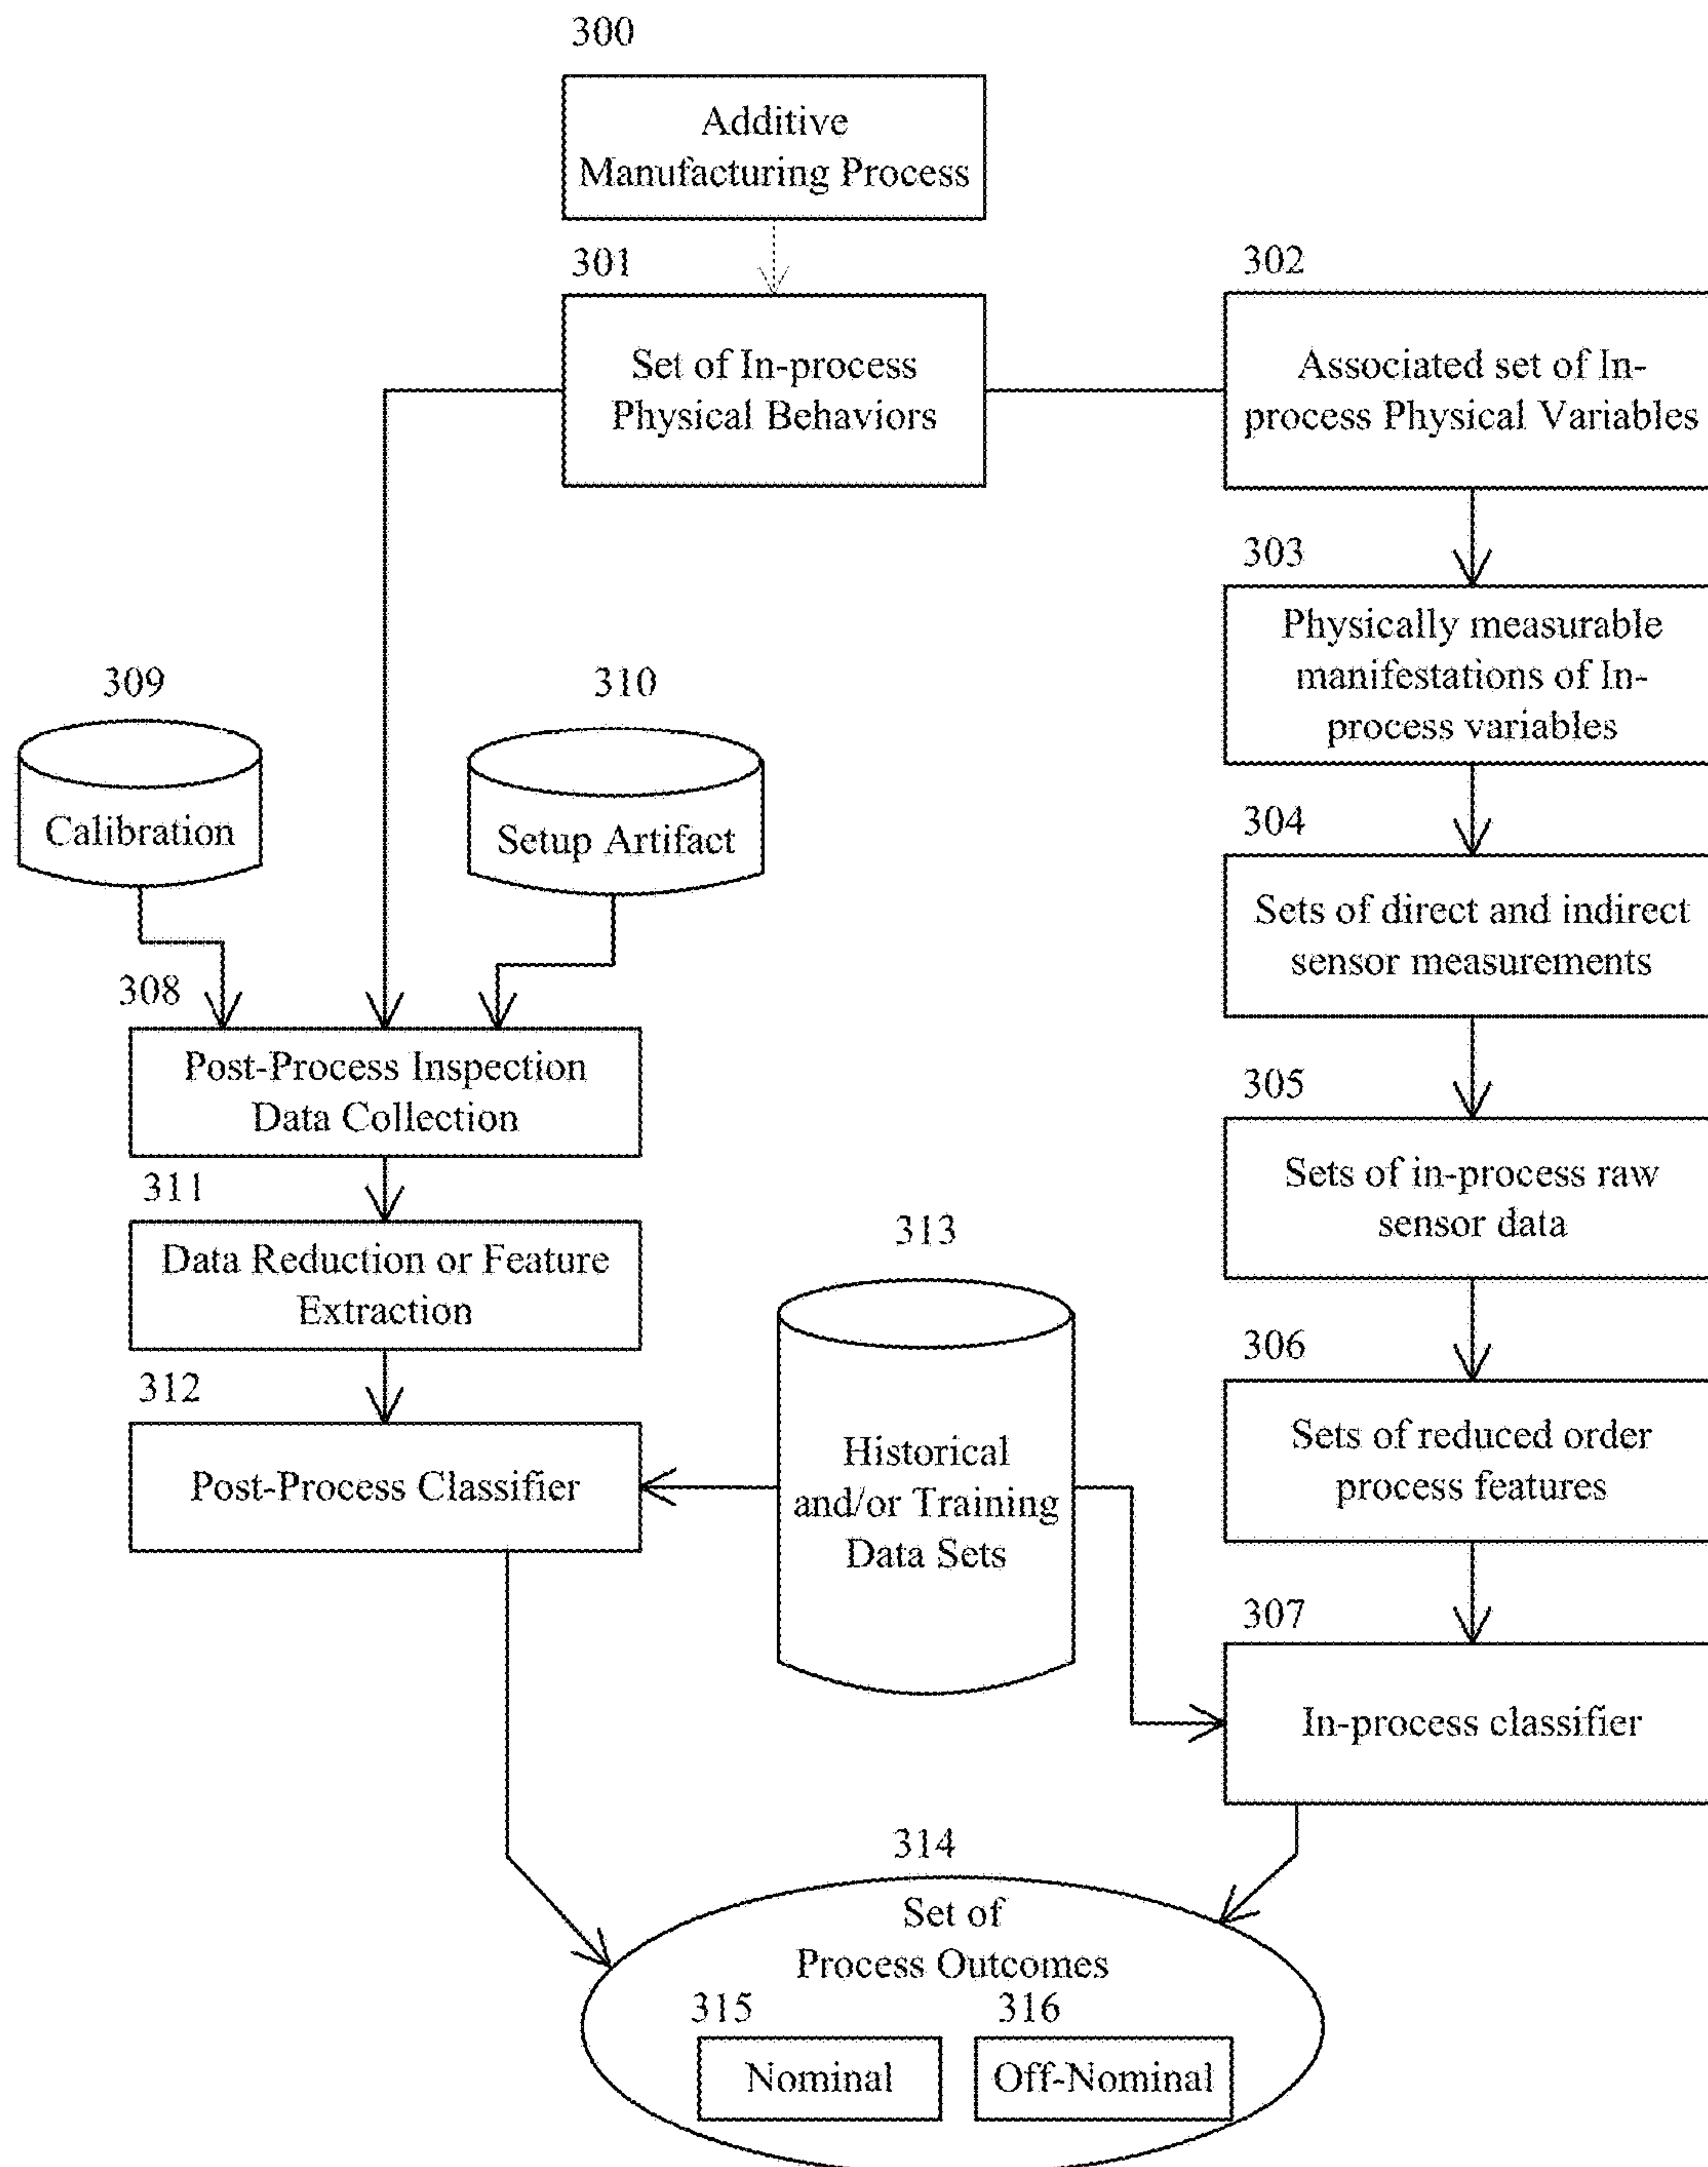 300
Additive
Manufacturing Process
301
Set of In-process
Physical Behaviors
302
Associated set of In-
process Physical Variables
303
Physically measurable
manifestations of In-
process variables
309
Calibration
310
Setup Artifact
304
Sets of direct and indirect
sensor measurements
308
Post-Process Inspection
Data Collection
305
Sets of in-process raw
sensor data
311
Data Reduction or Feature
Extraction
313
Historical
and/or Training
Data Sets
306
Sets of reduced order
process features
312
Post-Process Classifier
307
In-process classifier
314
Set of
Process Outcomes
315
Nominal
316
Off-Nominal